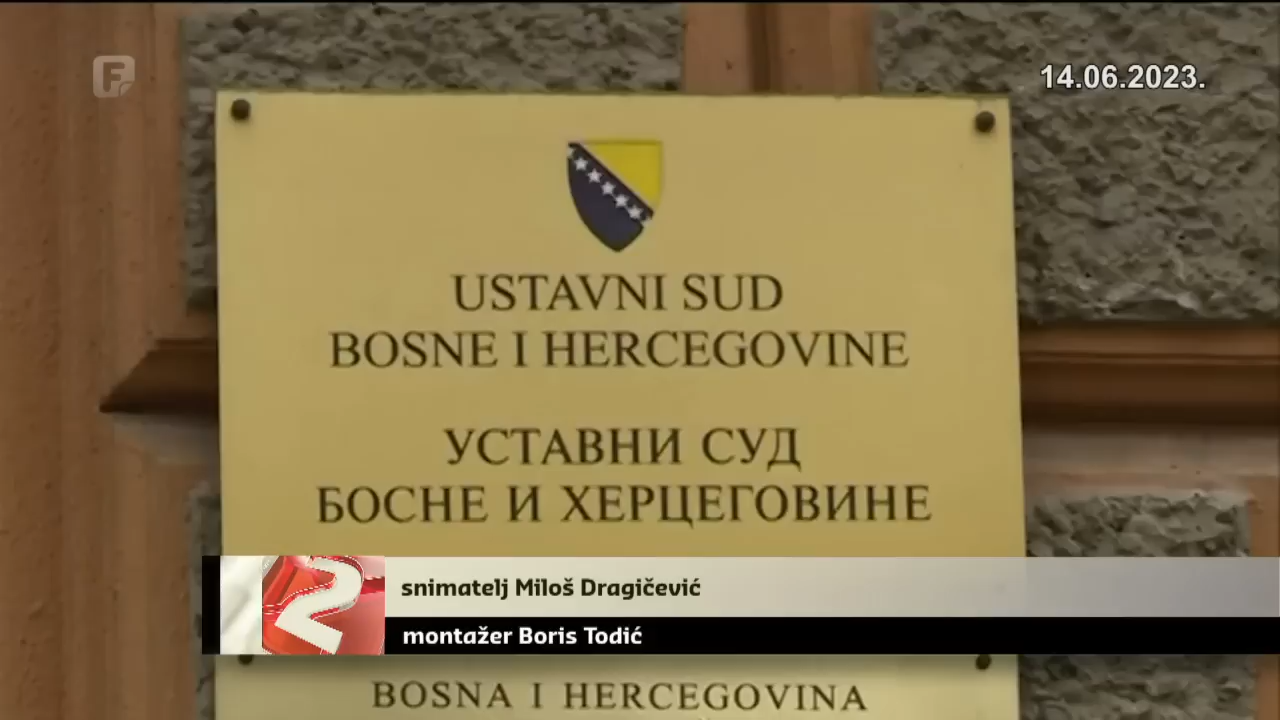 F
14.06.2023.
USTAVNI SUD
BOSNE I HERCEGOVINE
УСТАВНИ СУД
БОСНЕ И ХЕРЦЕГОВИНЕ
2
snimatelj Miloš Dragičević
montažer Boris Todić
BOSNA I HERCEGOVINA